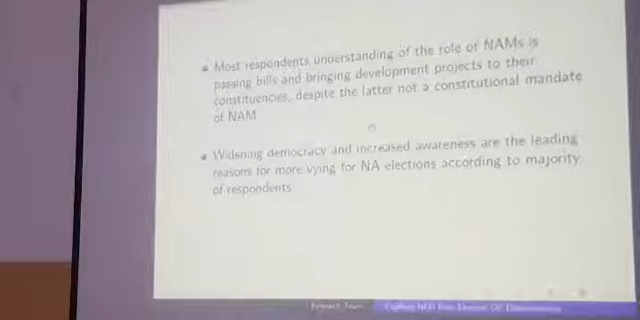 Most respondents understanding of the role of NAMs is
passing bills and bringing development projects to their
constituencies, despite the latter not a constitutional mandate
of NAM
Widening democracy and increased awareness are the leading
reasons for more vying for NA elections according to majority
of respondents
Research Team